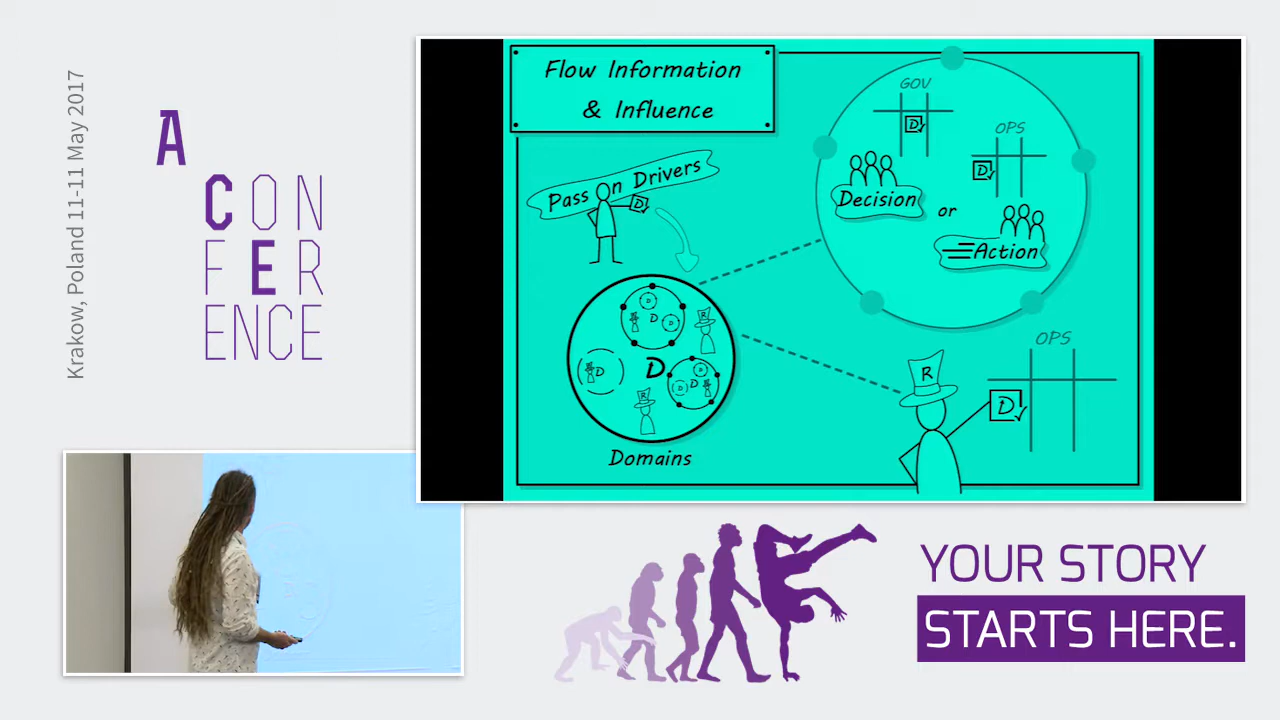 Krakow, Poland 11-11 May 2017
A
CON
FER
ENCE
Flow Information
& Influence
Pass On Drivers
D
GOV
D
OPS
D
Decision
or
Action
D
D
D
R
D
D
D
D
D
R
Domains
OPS
R
D
YOUR STORY
STARTS HERE.